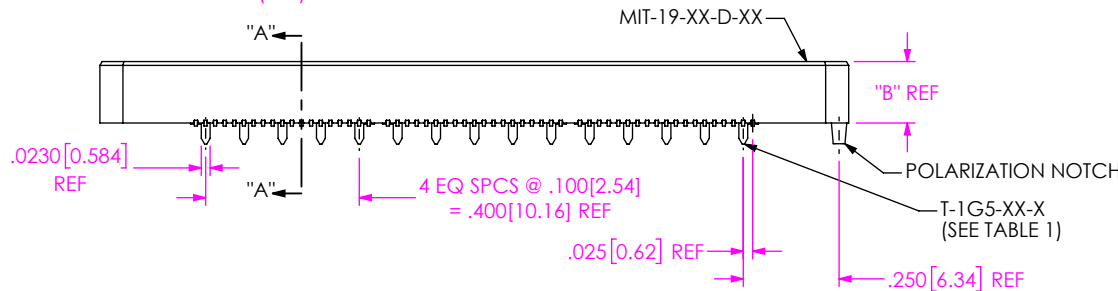 MIT-19-XX-D-XX
"A"
"B" REF
.0230[0.584]
REF
"A"
4 EQ SPCS @ .100[2.54]
= .400[10.16] REF
POLARIZATION NOTCH
T-1G5-XX-X
(SEE TABLE 1)
.025[0.62] REF
.250[6.34] REF